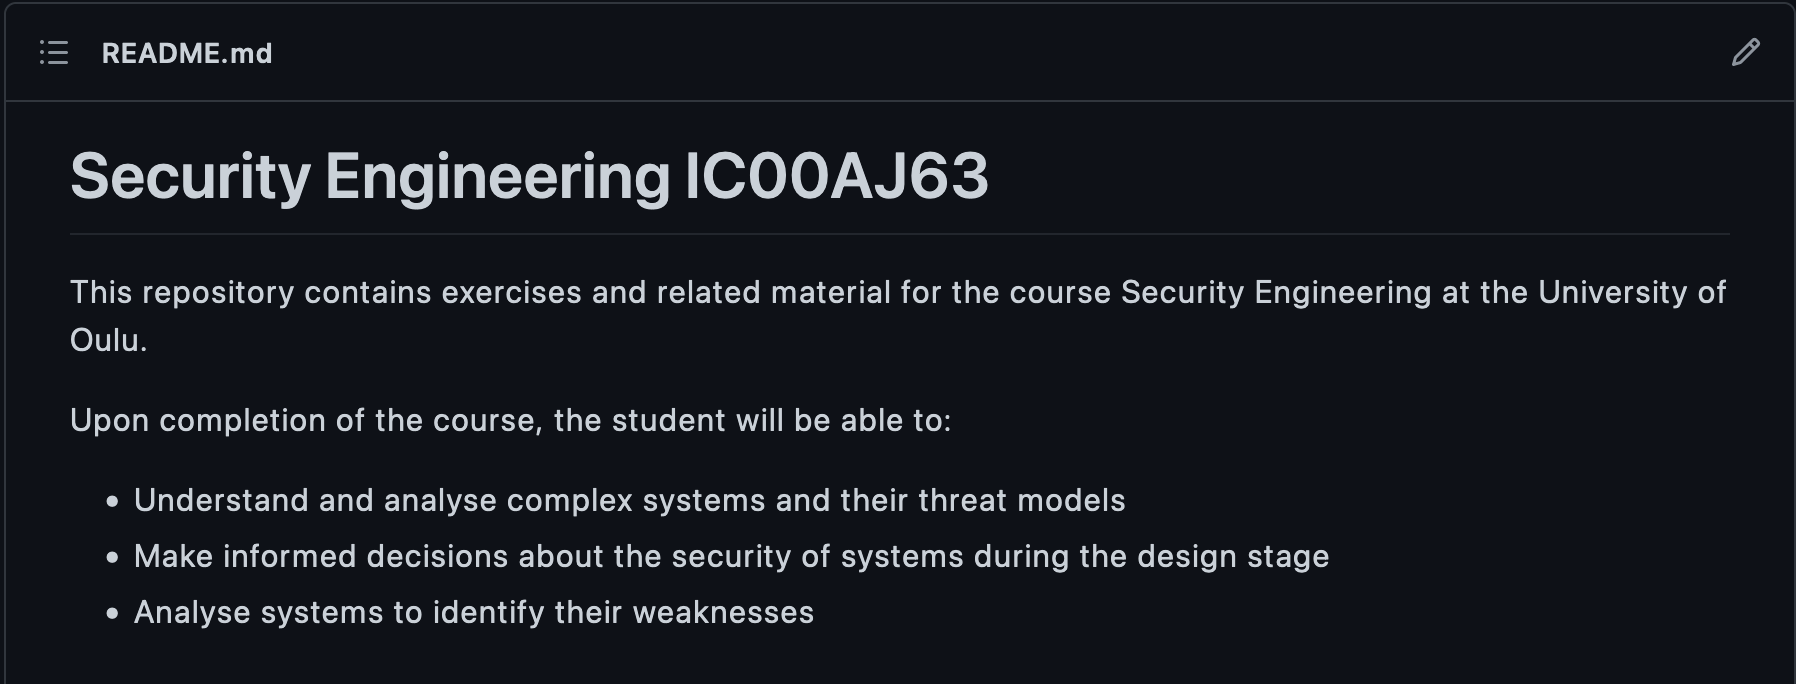 README.md
Security Engineering IC00AJ63
This repository contains exercises and related material for the course Security Engineering at the University of
Oulu.
Upon completion of the course, the student will be able to:
• Understand and analyse complex systems and their threat models
• Make informed decisions about the security of systems during the design stage
• Analyse systems to identify their weaknesses